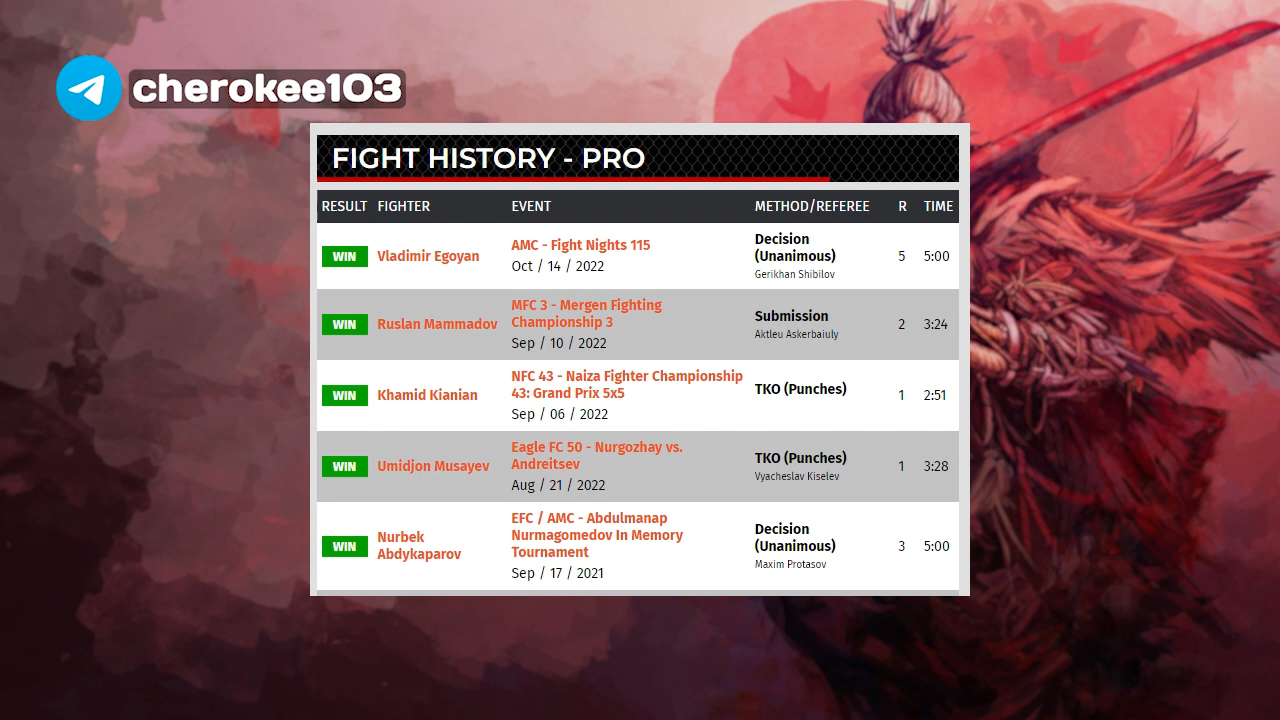 cherokee103
FIGHT HISTORY - PRO
RESULT FIGHTER EVENT METHOD/REFEREE R TIME
WIN Vladimir Egoyan AMC - Fight Nights 115 Decision (Unanimous) 5 5:00
Oct / 14 / 2022 Gerikhan Shibilov
WIN Ruslan Mammadov MFC 3 - Mergen Fighting Championship 3 Submission 2 3:24
Sep / 10 / 2022 Aktleu Askerbaiuly
WIN Khamid Kianian NFC 43 - Naiza Fighter Championship 43: Grand Prix 5x5 TKO (Punches) 1 2:51
Sep / 06 / 2022
WIN Umidjon Musayev Eagle FC 50 - Nurgozhay vs. Andreitsev TKO (Punches) 1 3:28
Aug / 21 / 2022 Vyacheslav Kiselev
WIN Nurbek Abdykaparov EFC / AMC - Abdulmanap Nurmagomedov In Memory Tournament Decision (Unanimous) 3 5:00
Sep / 17 / 2021 Maxim Protasov